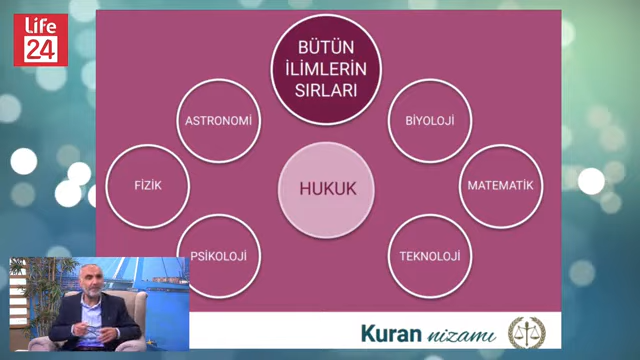 Life
24
BÜTÜN
İLİMLERİN
SIRLARI
ASTRONOMİ
BİYOLOJİ
FİZİK
HUKUK
MATEMATİK
PSİKOLOJİ
TEKNOLOJİ
Kuran nizamı